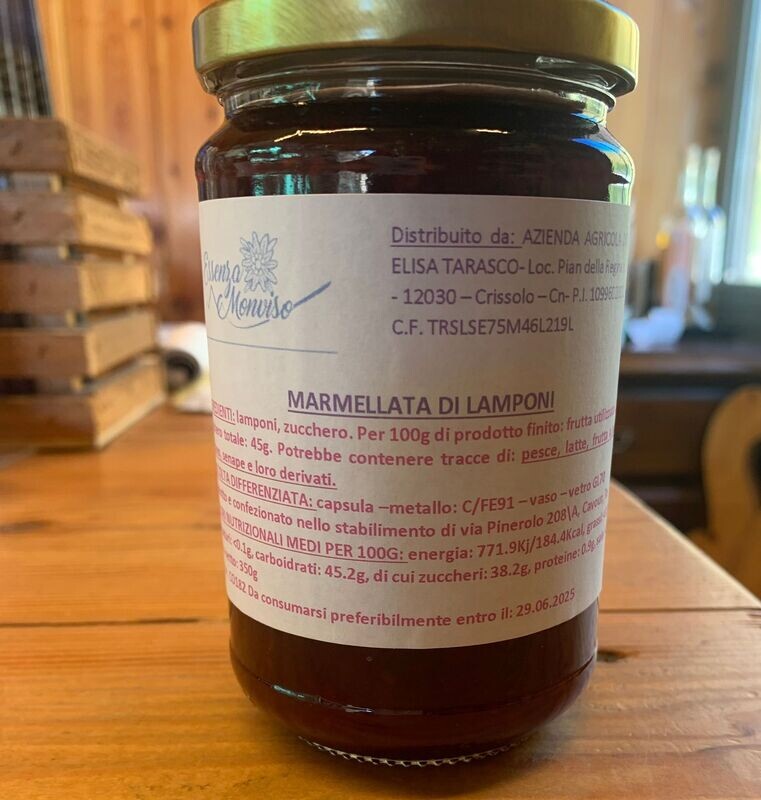 Essenza
Monviso
Distribuito da: AZIENDA AGRICOLA
ELISA TARASCO- Loc. Pian della
- 12030 – Crissolo – Cn- P.I.
C.F. TRSLSE75M46L219L
MARMELLATA DI LAMPONI
lamponi, zucchero. Per 100g di prodotto finito: frutta
totale: 45g. Potrebbe contenere tracce di: pesce, latte, frutta
senape e loro derivati.
DIFFERENZIATA: capsula –metallo: C/FE91 – vaso – vetro GL70
e confezionato nello stabilimento di via Pinerolo 208\A, Cavour,
NUTRIZIONALI MEDI PER 100G: energia: 771.9Kj/184.4Kcal, grassi
<0.1g, carboidrati: 45.2g, di cui zuccheri: 38.2g, proteine: 0.9g,
350g
Da consumarsi preferibilmente entro il: 29.06.2025